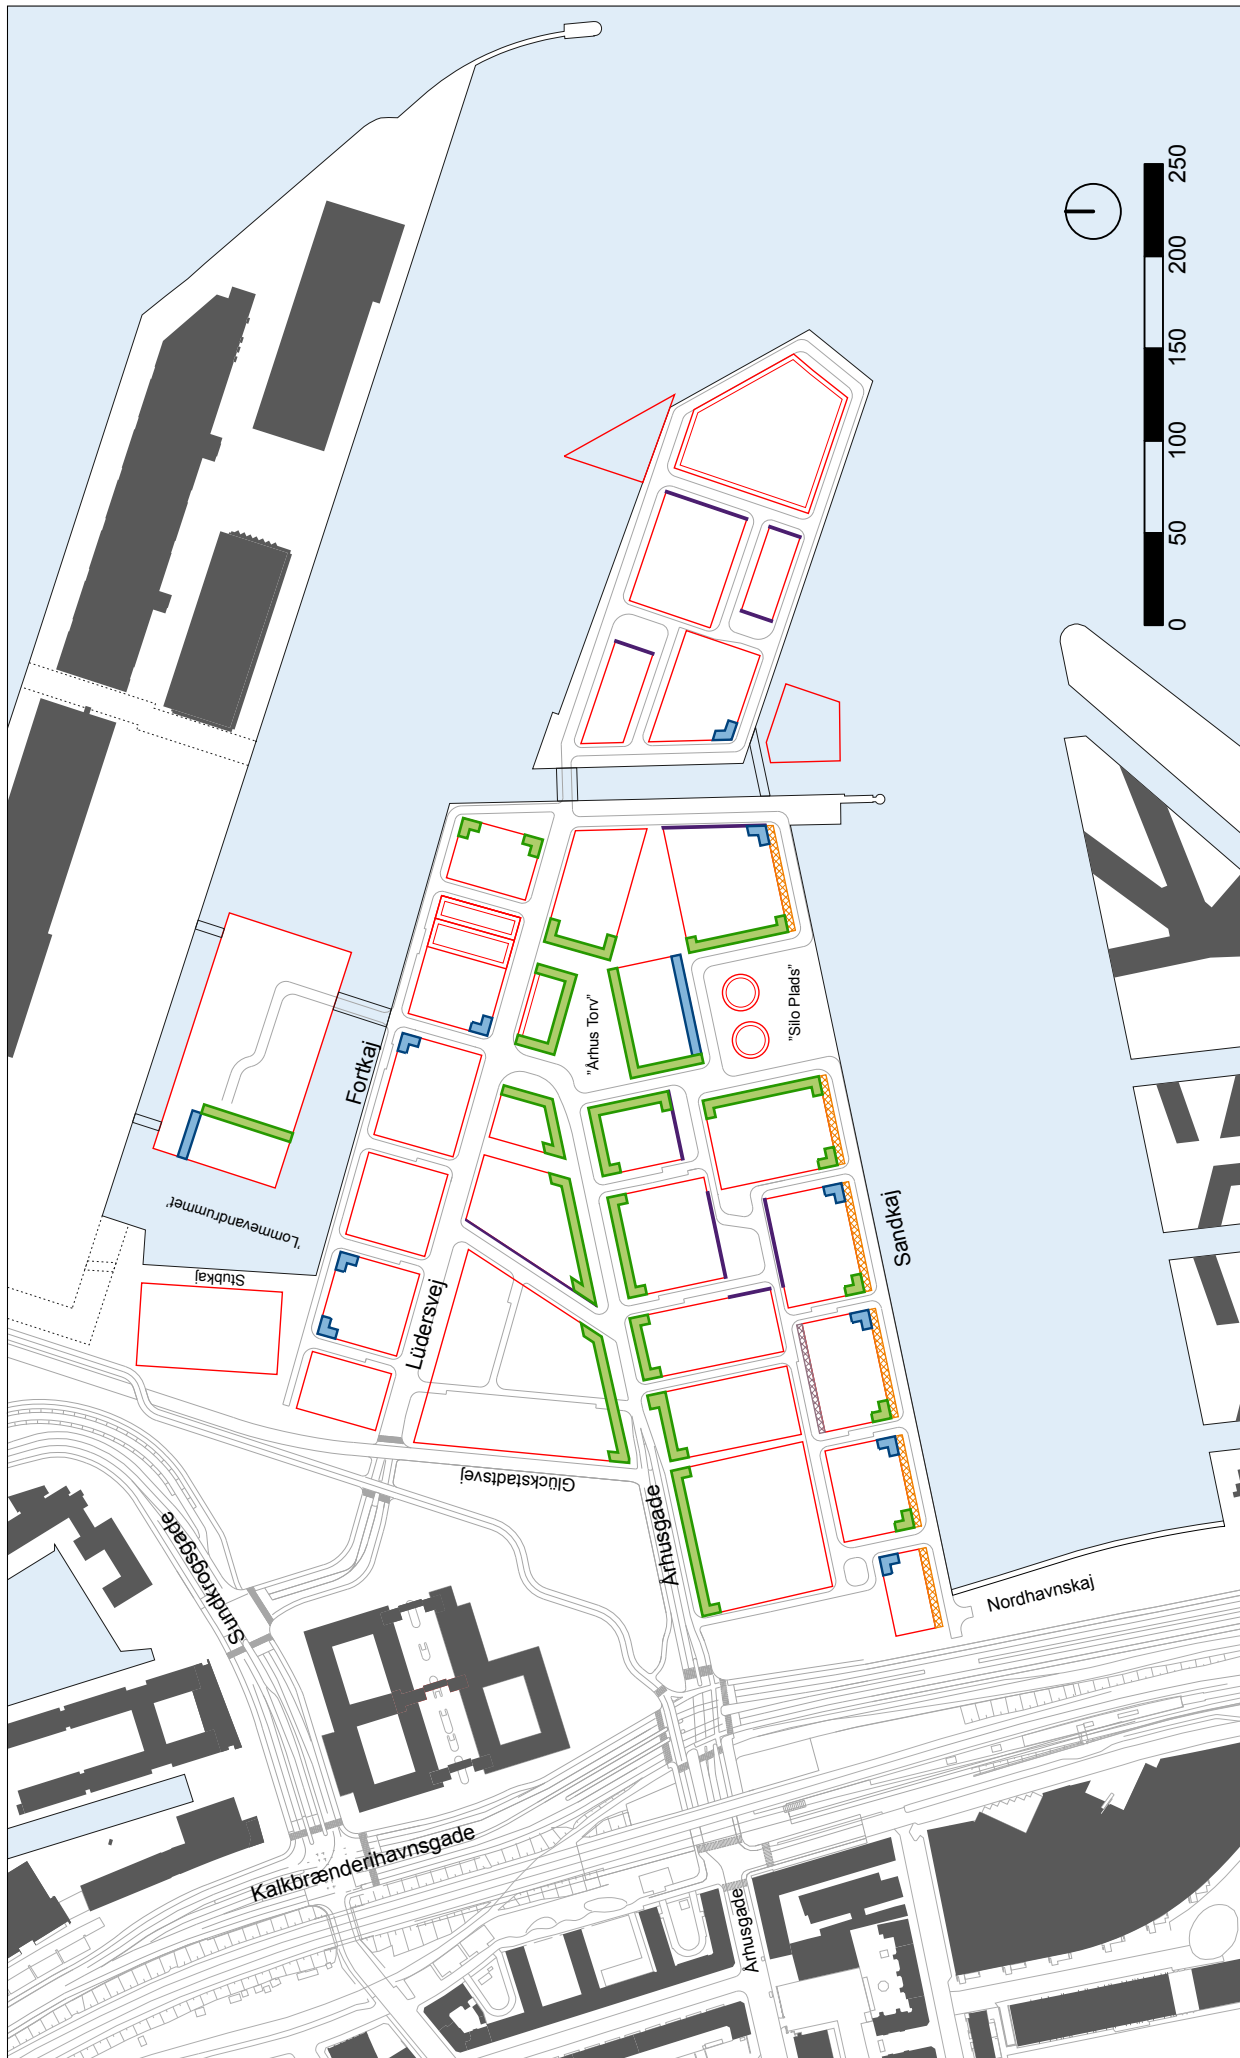 250
200
150
100
50
0
Fortkaj
"Århus Torv"
"Silo Plads"
'Lommevandrummet'
Stubkaj
Lüdersvej
Sandkaj
Glückstadtsvej
Århusgade
Sundkrogsgade
Nordhavnskaj
Kalkbrænderihavnsgade
Århusgade